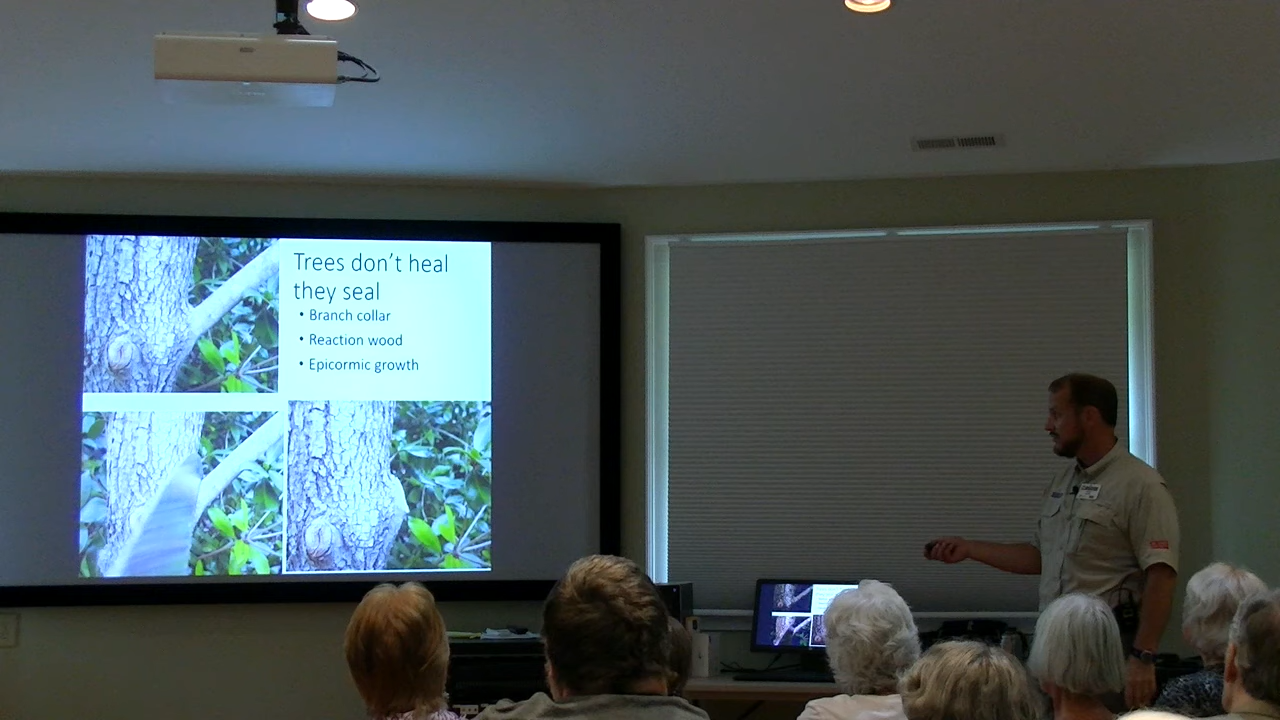 Trees don't heal
they seal
• Branch collar
• Reaction wood
• Epicormic growth